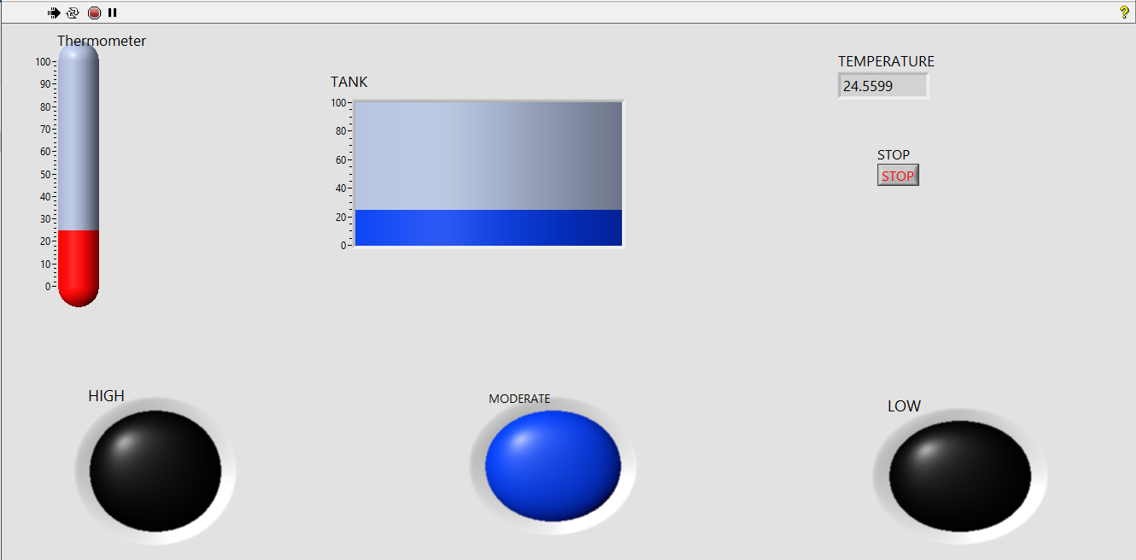 ?
Thermometer
100
90
80
70
60
50
40
30
20
10
0
TANK
100
80
60
40
20
0
TEMPERATURE
24.5599
STOP
STOP
HIGH
MODERATE
LOW